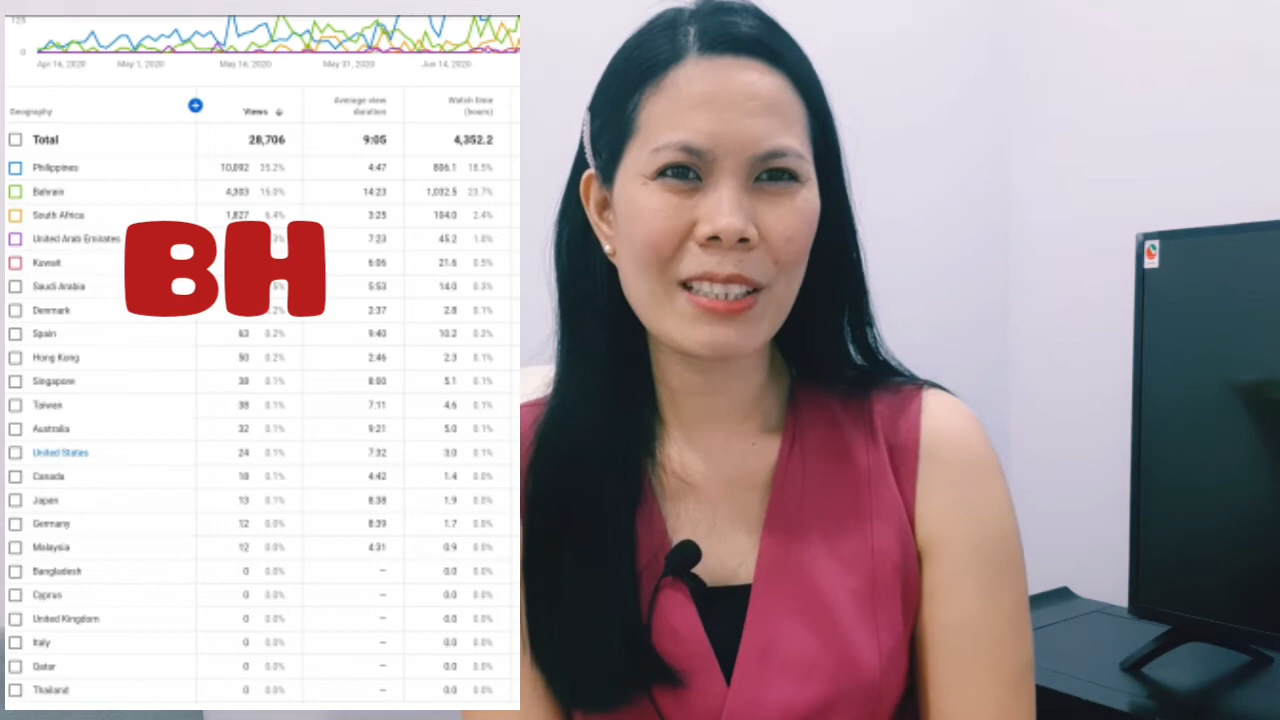 125
0
Apr 16, 2020 May 1, 2020 May 16, 2020 May 31, 2020 Jun 14, 2020
Geography Views Average view duration Watch time (hours)
Total 28,706 9:05 4,352.2
Philippines 4:47 806.1 18.5%
Bahrain 4,303 15.0% 14:23 1,032.5 23.7%
South Africa 1,827 6.4% 3:25 104.0 2.4%
United Arab Emirates 7:23 45.2 1.0%
BH
Kuwait 6:06 21.6 0.5%
Saudi Arabia 5:53 14.0 0.3%
Denmark 2:37 2.8 0.1%
Spain 63 0.2% 9:40 10.2 0.2%
Hong Kong 50 0.2% 2:46 2.3 0.1%
Singapore 38 0.1% 8:00 5.1 0.1%
Taiwan 38 0.1% 7:11 4.6 0.1%
Australia 32 0.1% 9:21 5.0 0.1%
United States 24 0.1% 7:32 3.0 0.1%
Canada 0.1% 4:42 1.4 0.0%
Japan 13 0.1% 8:38 1.9 0.0%
Germany 12 0.0% 8:39 1.7 0.0%
Malaysia 12 0.0% 4:31 0.9 0.0%
Bangladesh 0 0.0% – 0.0 0.0%
Cyprus 0 0.0% – 0.0 0.0%
United Kingdom 0 0.0% – 0.0 0.0%
Italy 0 0.0% – 0.0 0.0%
Qatar 0 0.0% – 0.0 0.0%
Thailand 0 0.0% – 0.0 0.0%